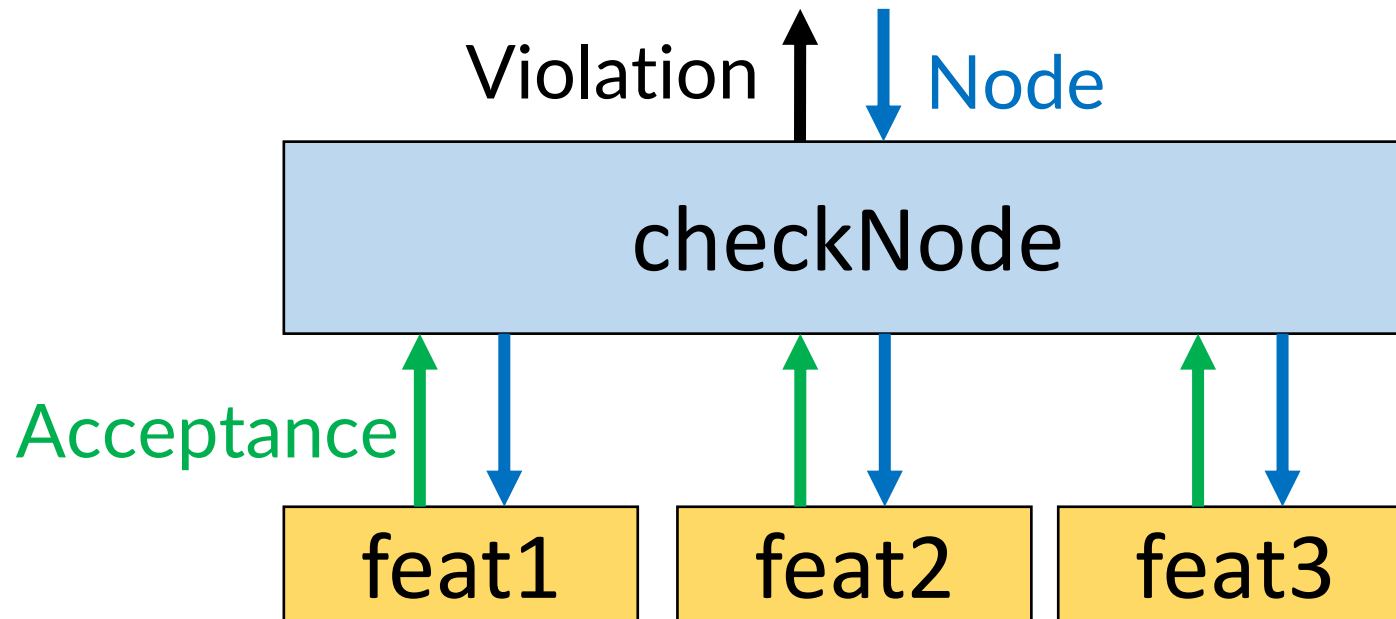 Violation
Node
checkNode
Acceptance
feat1
feat2
feat3